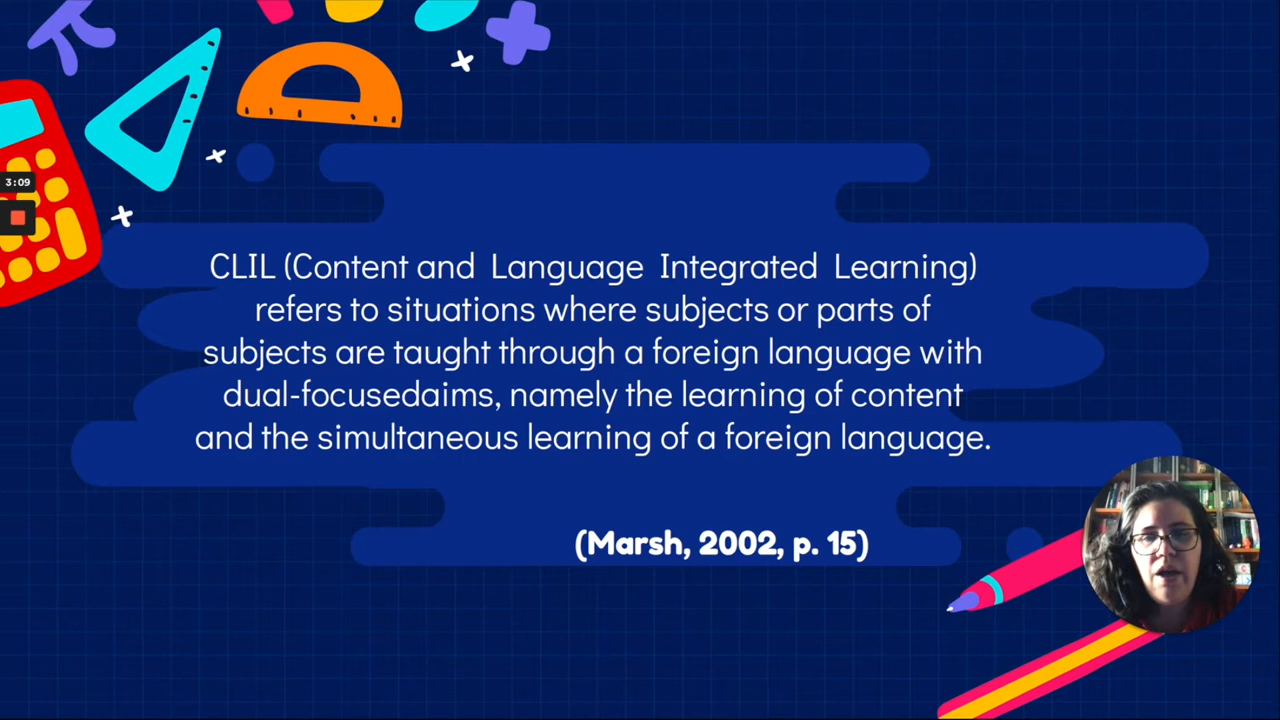 3:09
CLIL (Content and Language Integrated Learning)
refers to situations where subjects or parts of
subjects are taught through a foreign language with
dual-focusedaims, namely the learning of content
and the simultaneous learning of a foreign language.
(Marsh, 2002, p. 15)